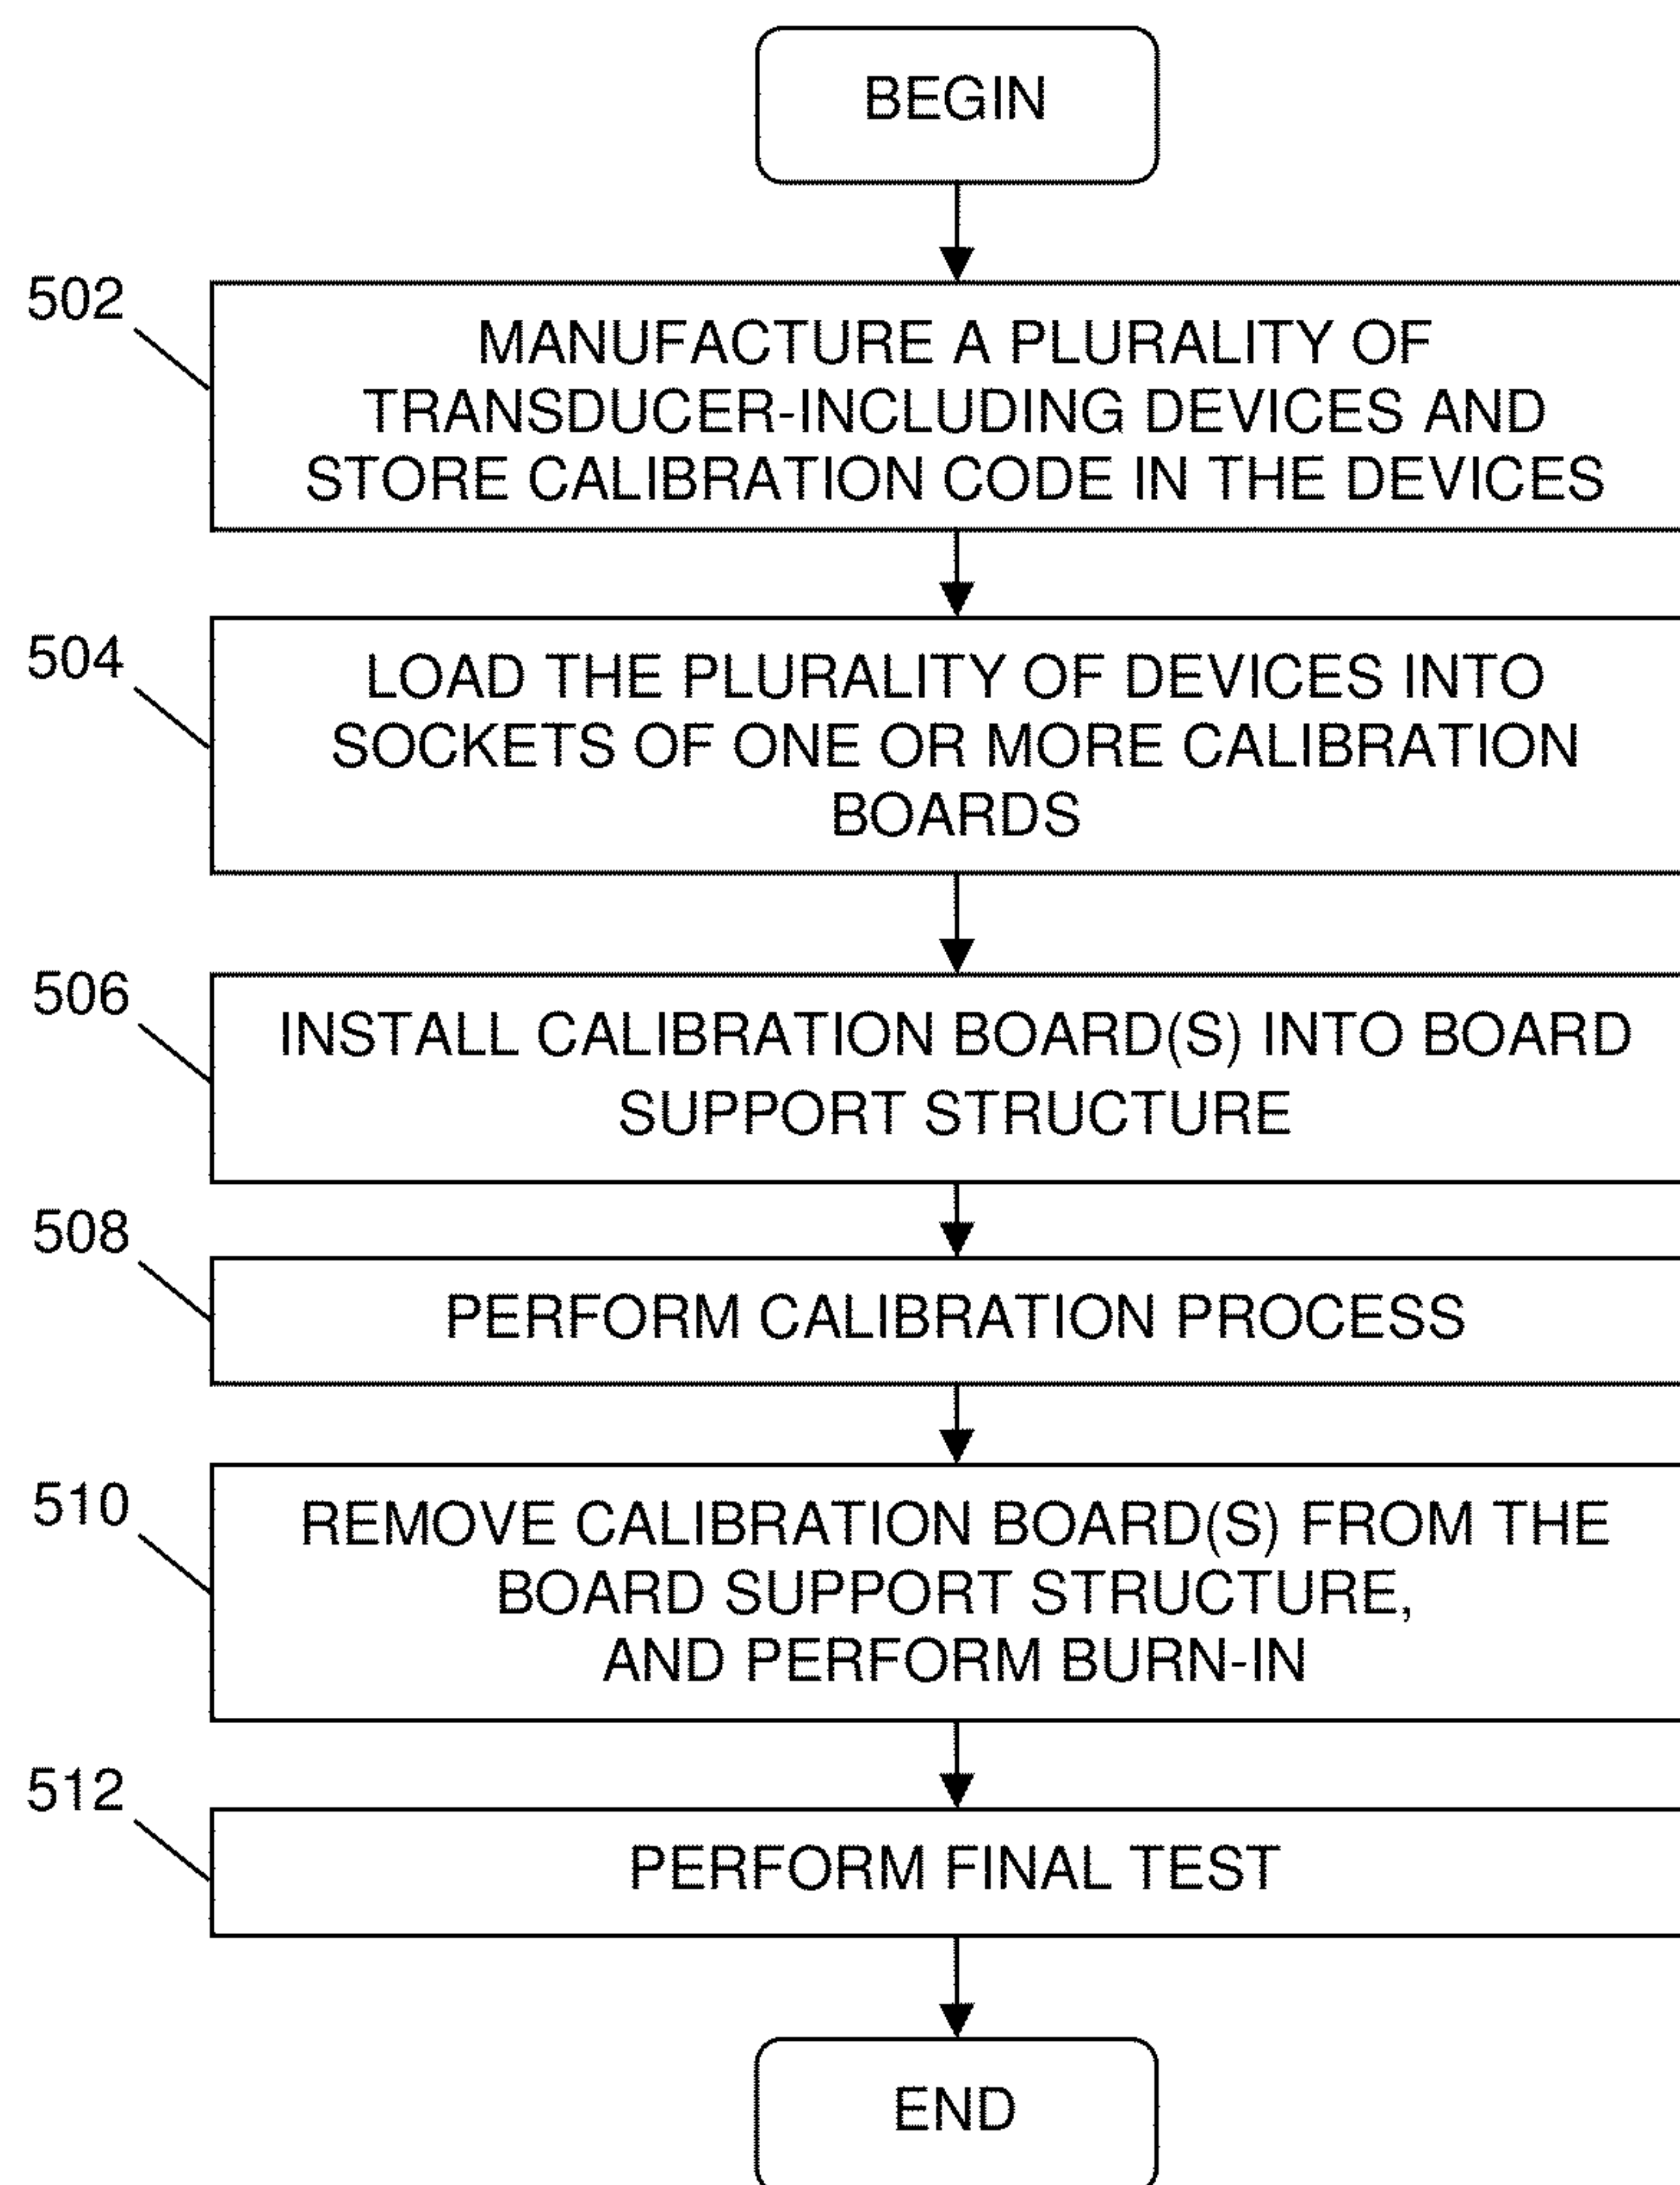 BEGIN
502
MANUFACTURE A PLURALITY OF
TRANSDUCER-INCLUDING DEVICES AND
STORE CALIBRATION CODE IN THE DEVICES
504
LOAD THE PLURALITY OF DEVICES INTO
SOCKETS OF ONE OR MORE CALIBRATION
BOARDS
506
INSTALL CALIBRATION BOARD(S) INTO BOARD
SUPPORT STRUCTURE
508
PERFORM CALIBRATION PROCESS
510
REMOVE CALIBRATION BOARD(S) FROM THE
BOARD SUPPORT STRUCTURE,
AND PERFORM BURN-IN
512
PERFORM FINAL TEST
END